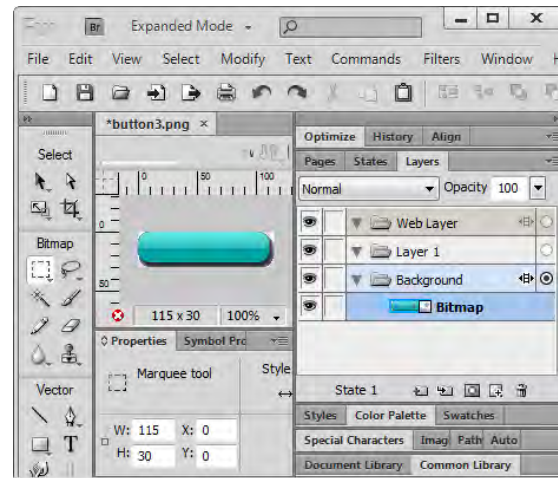 Br Expanded Mode
File Edit View Select Modify Text Commands Filters Window H
*button3.png ×
Optimize History Align
Select
Pages States Layers
0 50 100
Normal Opacity 100
Web Layer
Bitmap
0
Layer 1
Background
50
Bitmap
115 x 30 100%
Properties Symbol Prc
Marquee tool Style
Vector
State 1
W: 115 X: 0
Styles Color Palette Swatches
H: 30 Y: 0
Special Characters Imag Path Auto
T
Document Library Common Library